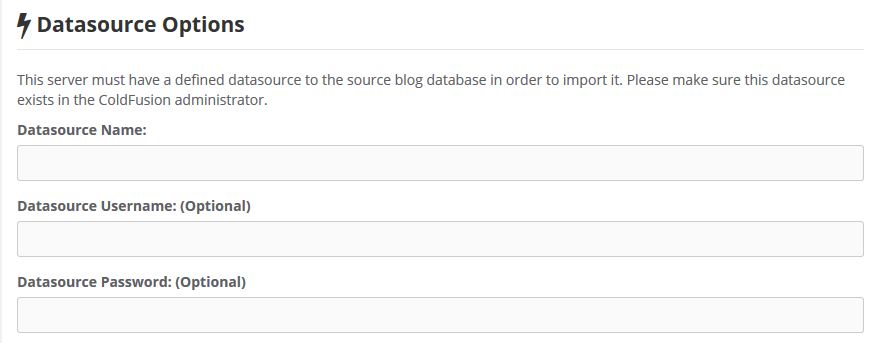 Datasource Options
This server must have a defined datasource to the source blog database in order to import it. Please make sure this datasource
exists in the ColdFusion administrator.
Datasource Name:
Datasource Username: (Optional)
Datasource Password: (Optional)